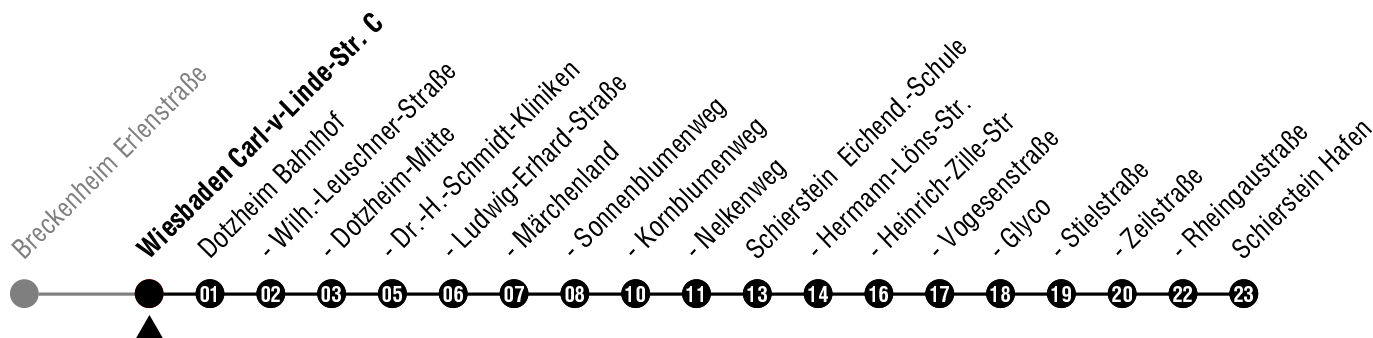 Breckenheim Erlenstraße
Wiesbaden Carl-v-Linde-Str. C
Dotzheim Bahnhof
- Wilh.-Leuschner-Straße
- Dotzheim-Mitte
- Dr.-H.-Schmidt-Kliniken
- Ludwig-Erhard-Straße
- Märchenland
- Sonnenblumenweg
- Kornblumenweg
- Nelkenweg
Schierstein Eichend.-Schule
- Hermann-Löns-Str.
- Heinrich-Zille-Str
- Vogesenstraße
- Glyco
- Stielstraße
- Zeilstraße
- Rheingaustraße
Schierstein Hafen
01 02 03 05 06 07 08 10 11 13 14 16 17 18 19 20 22 23